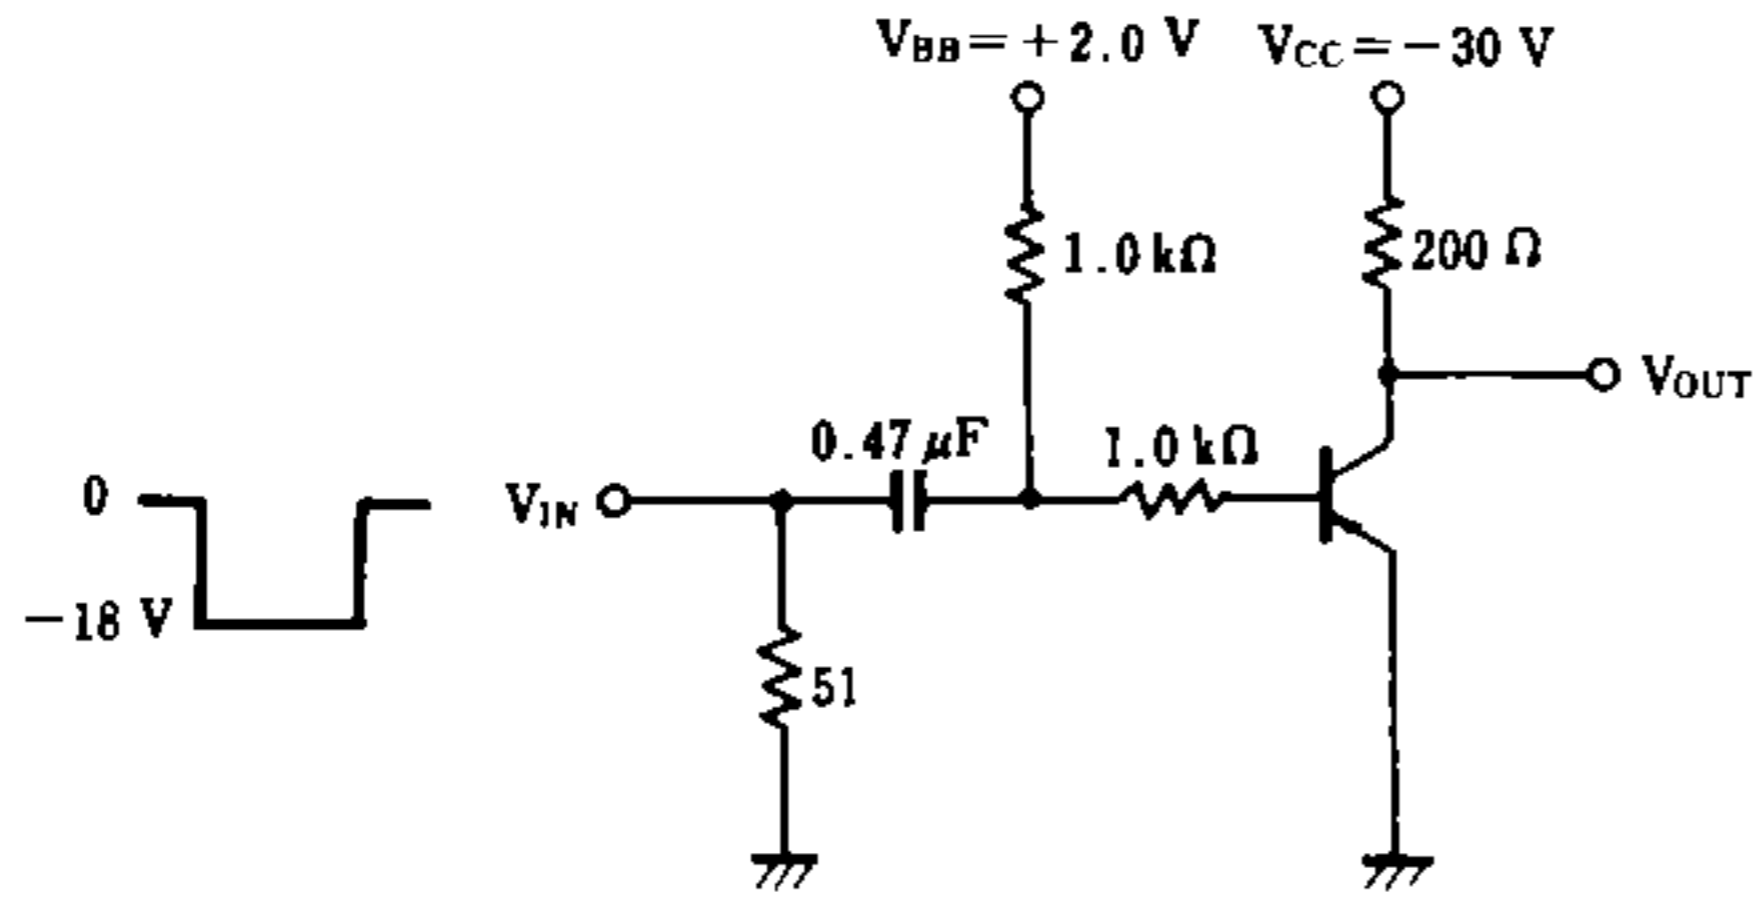 V_BB = +2.0 V
V_CC = -30 V
1.0 kΩ
200 Ω
V_OUT
0.47 μF
1.0 kΩ
0
V_IN
-18 V
51